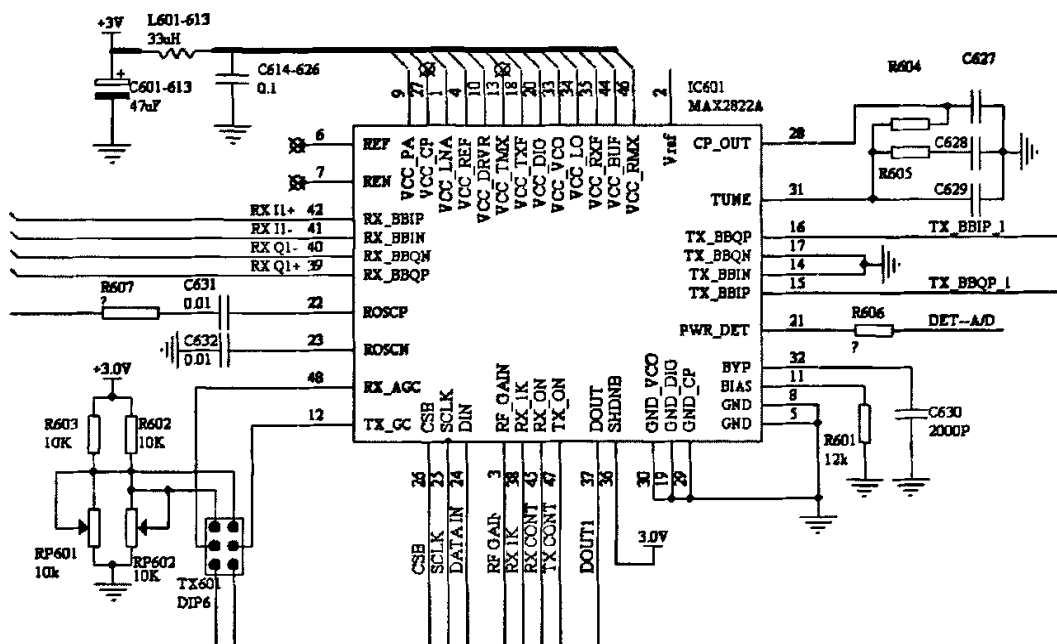 +3V
L601-613
33uH
C614-626
0.1
C601-613
47uF
+
9
27
1
4
10
13
18
20
33
34
35
44
46
2
IC601
MAX2822A
R604
C627
6
REF
7
REN
VCC_PA
VCC_CP
VCC_LNA
VCC_REF
VCC_DRVR
VCC_TMX
VCC_TXF
VCC_DIG
VCC_VCO
VCC_LO
VCC_RXF
VCC_BUF
VCC_RMX
Vraf
CP_OUT
28
C628
R605
TUNE
31
C629
RX I1+ 42
RX_BBIP
RX I1- 41
RX_BBIN
RX Q1- 40
RX_BBQN
RX Q1+ 39
RX_BBQP
TX_BBQP
16
TX_BBIP_1
TX_BBQN
17
TX_BBIN
14
TX_BBIP
15
TX_BBQP_1
R607
?
C631
0.01
22
ROSCP
C632
0.01
23
ROSCN
PWR_DET
21
R606
?
DET--A/D
+3.0V
48
RX_AGC
12
TX_GC
BYP
32
BIAS
11
GND
8
GND
5
C630
2000P
R601
12k
R603
10K
R602
10K
CSB
SCLK
DIN
RF_GAIN
RX_1K
RX_ON
TX_ON
DOUT
SHDNB
GND_VCO
GND_DIG
GND_CP
26
25
24
3
38
45
47
37
36
30
19
29
CSB
SCLK
DATA IN
RF GAIN
RX 1K
RX CONT
TX CONT
DOUT1
3.0V
RP601
10k
RP602
10K
TX601
DIP6